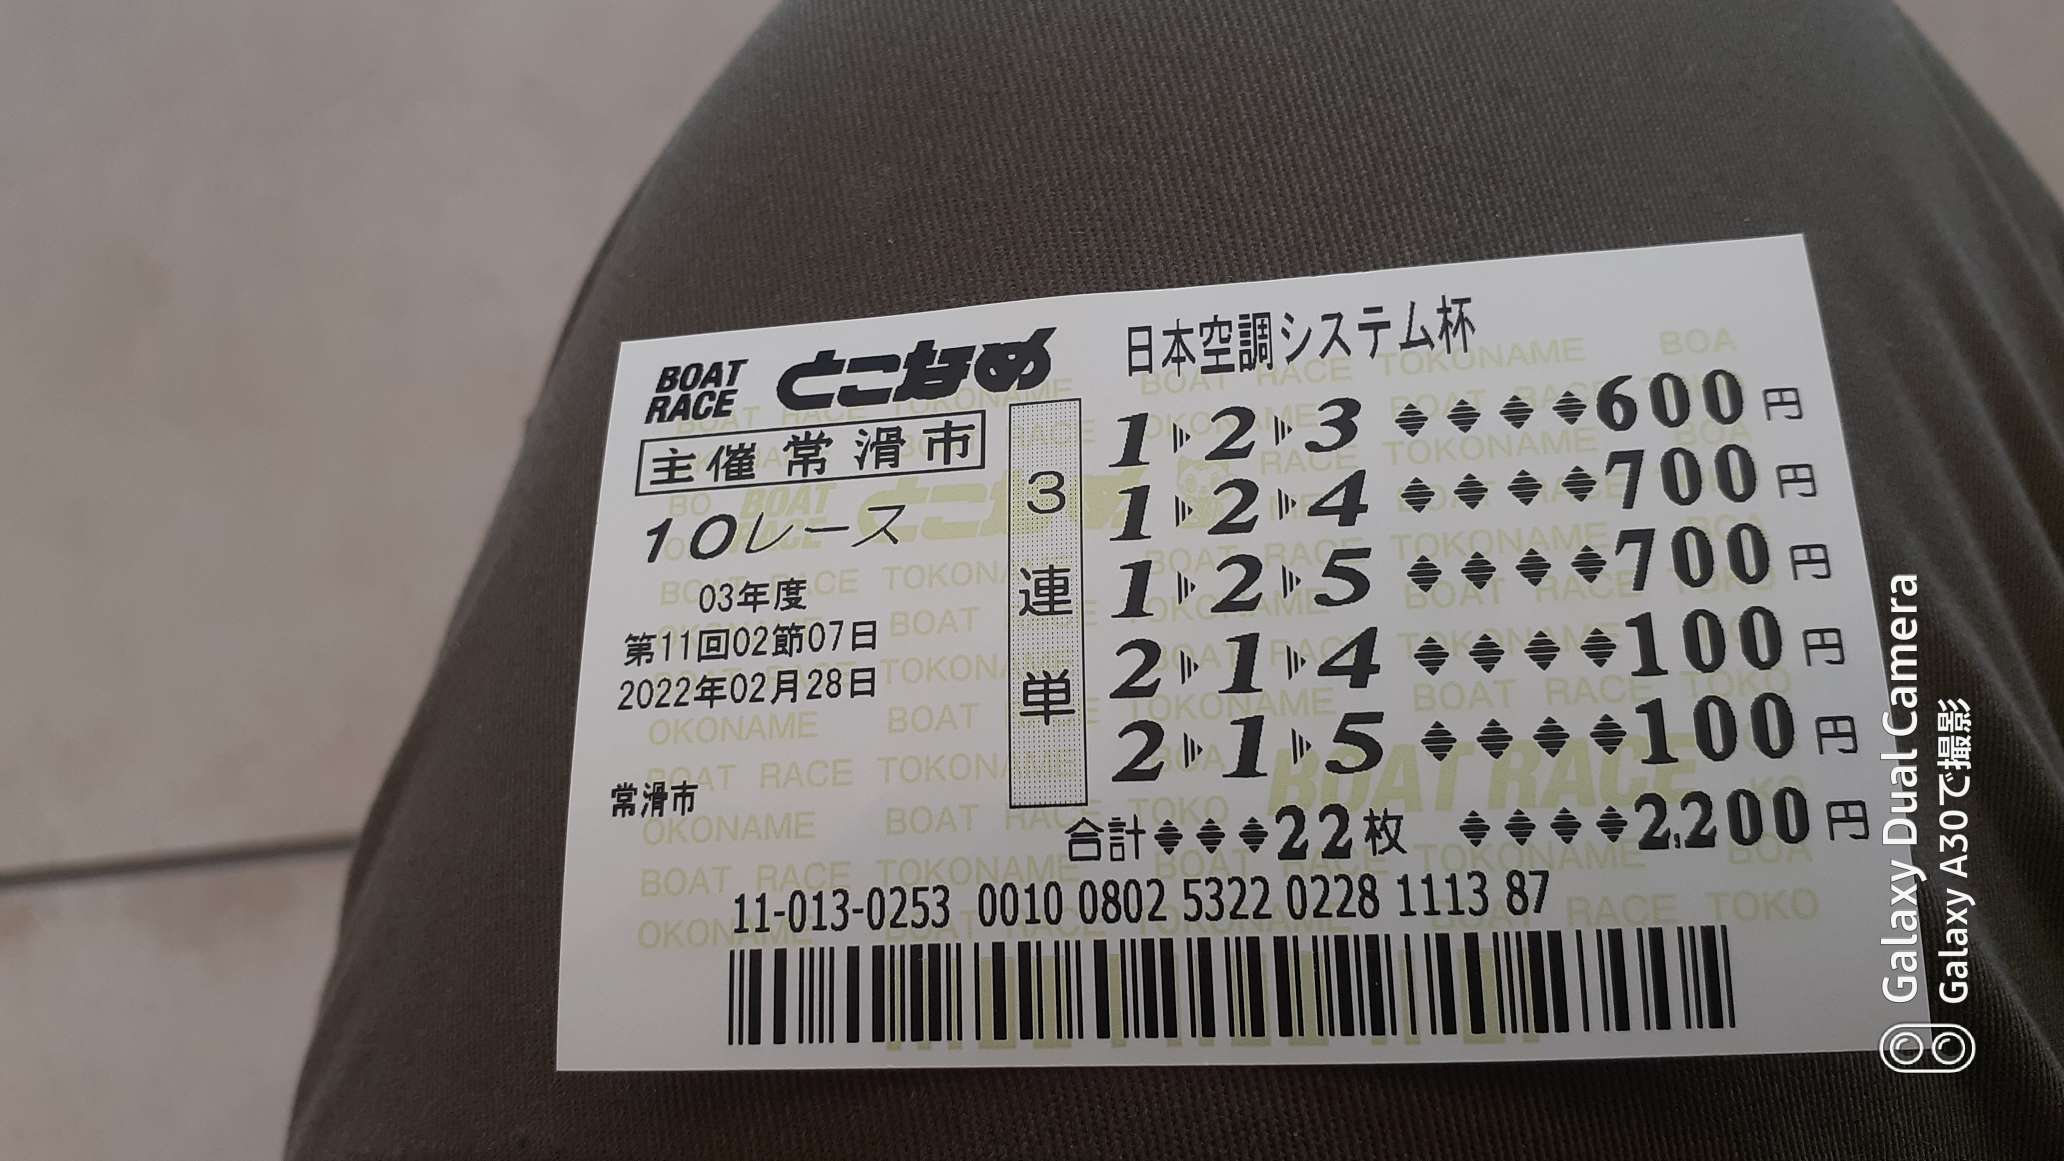 BOAT RACE とこなめ
日本空調システム杯
主催 常滑市
10レース
03年度
第11回02節07日
2022年02月28日
常滑市
3連単
1 2 3 600円
1 2 4 700円
1 2 5 700円
2 1 4 100円
2 1 5 100円
合計 22枚 2,200円
11-013-0253 0010 0802 5322 0228 1113 87
BOAT RACE TOKONAME
BOAT RACE
Galaxy Dual Camera
Galaxy A30で撮影